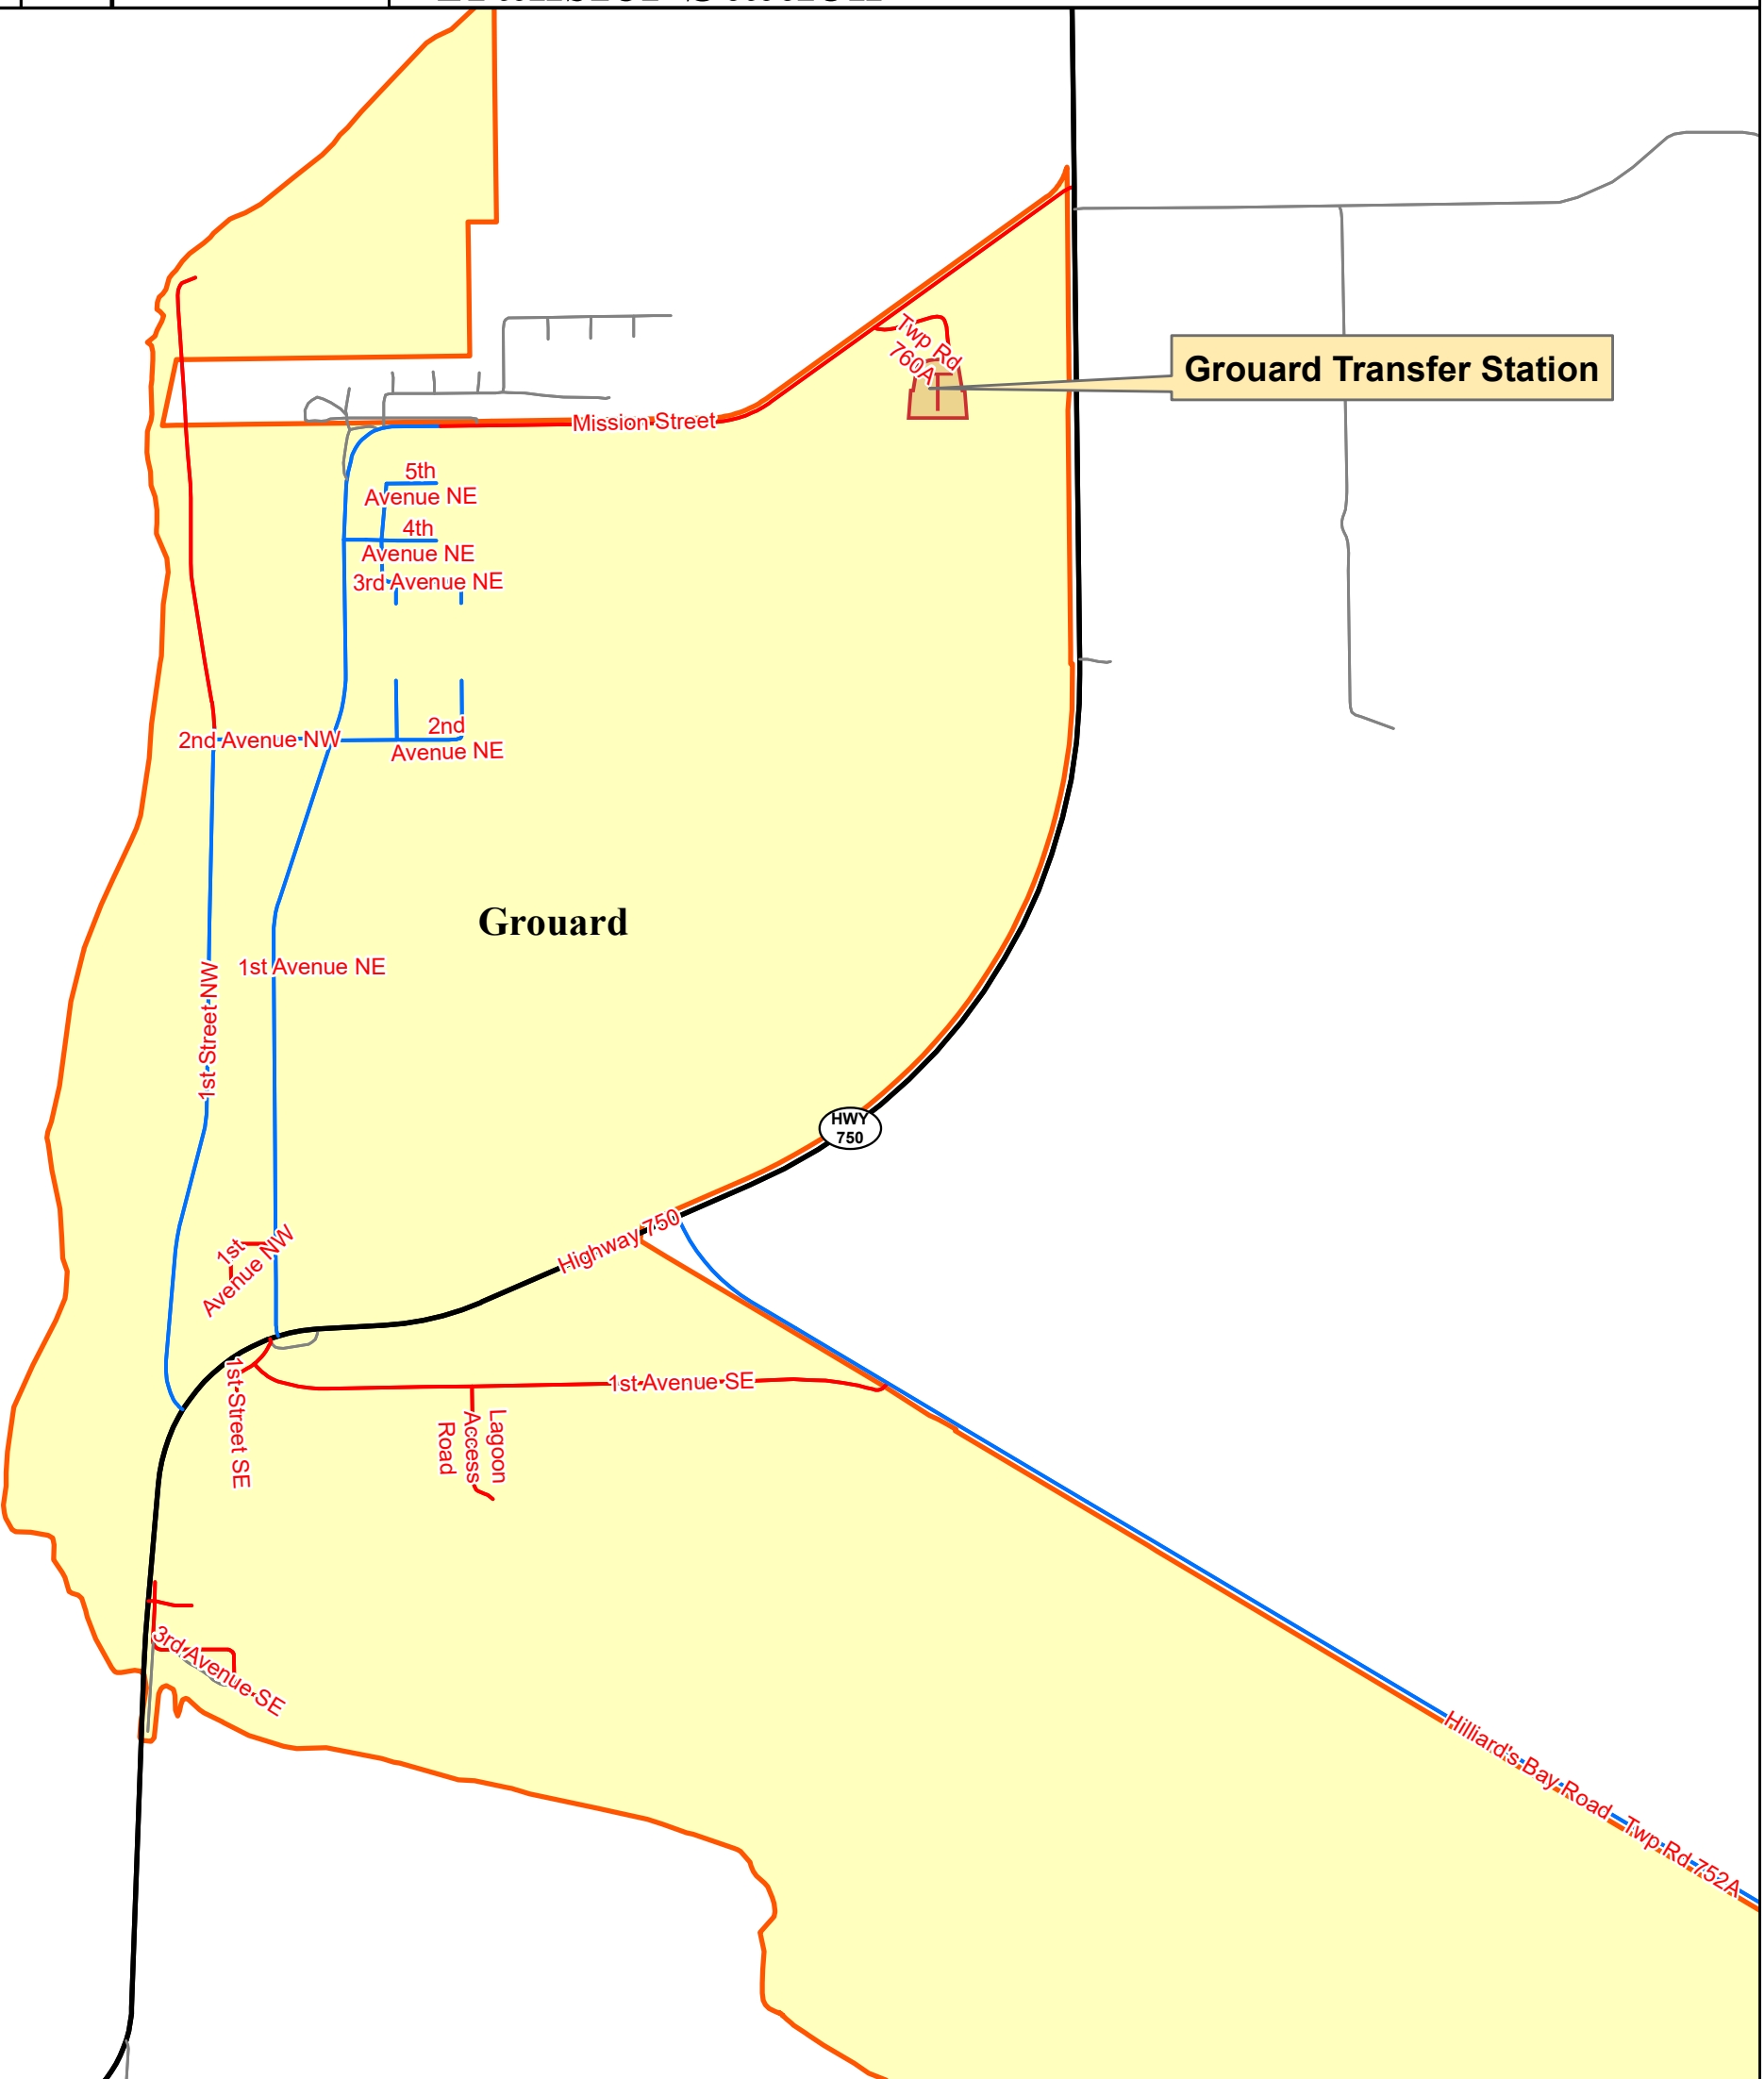 Twp Rd
760A
Grouard Transfer Station
Mission Street
5th
Avenue NE
4th
Avenue NE
3rd Avenue NE
2nd Avenue NW
2nd
Avenue NE
Grouard
1st Street NW
1st Avenue NE
HWY
750
Highway 750
1st
Avenue NW
1st Street SE
1st Avenue SE
Lagoon
Access
Road
3rd Avenue SE
Hilliard's Bay Road
Twp Rd 752A